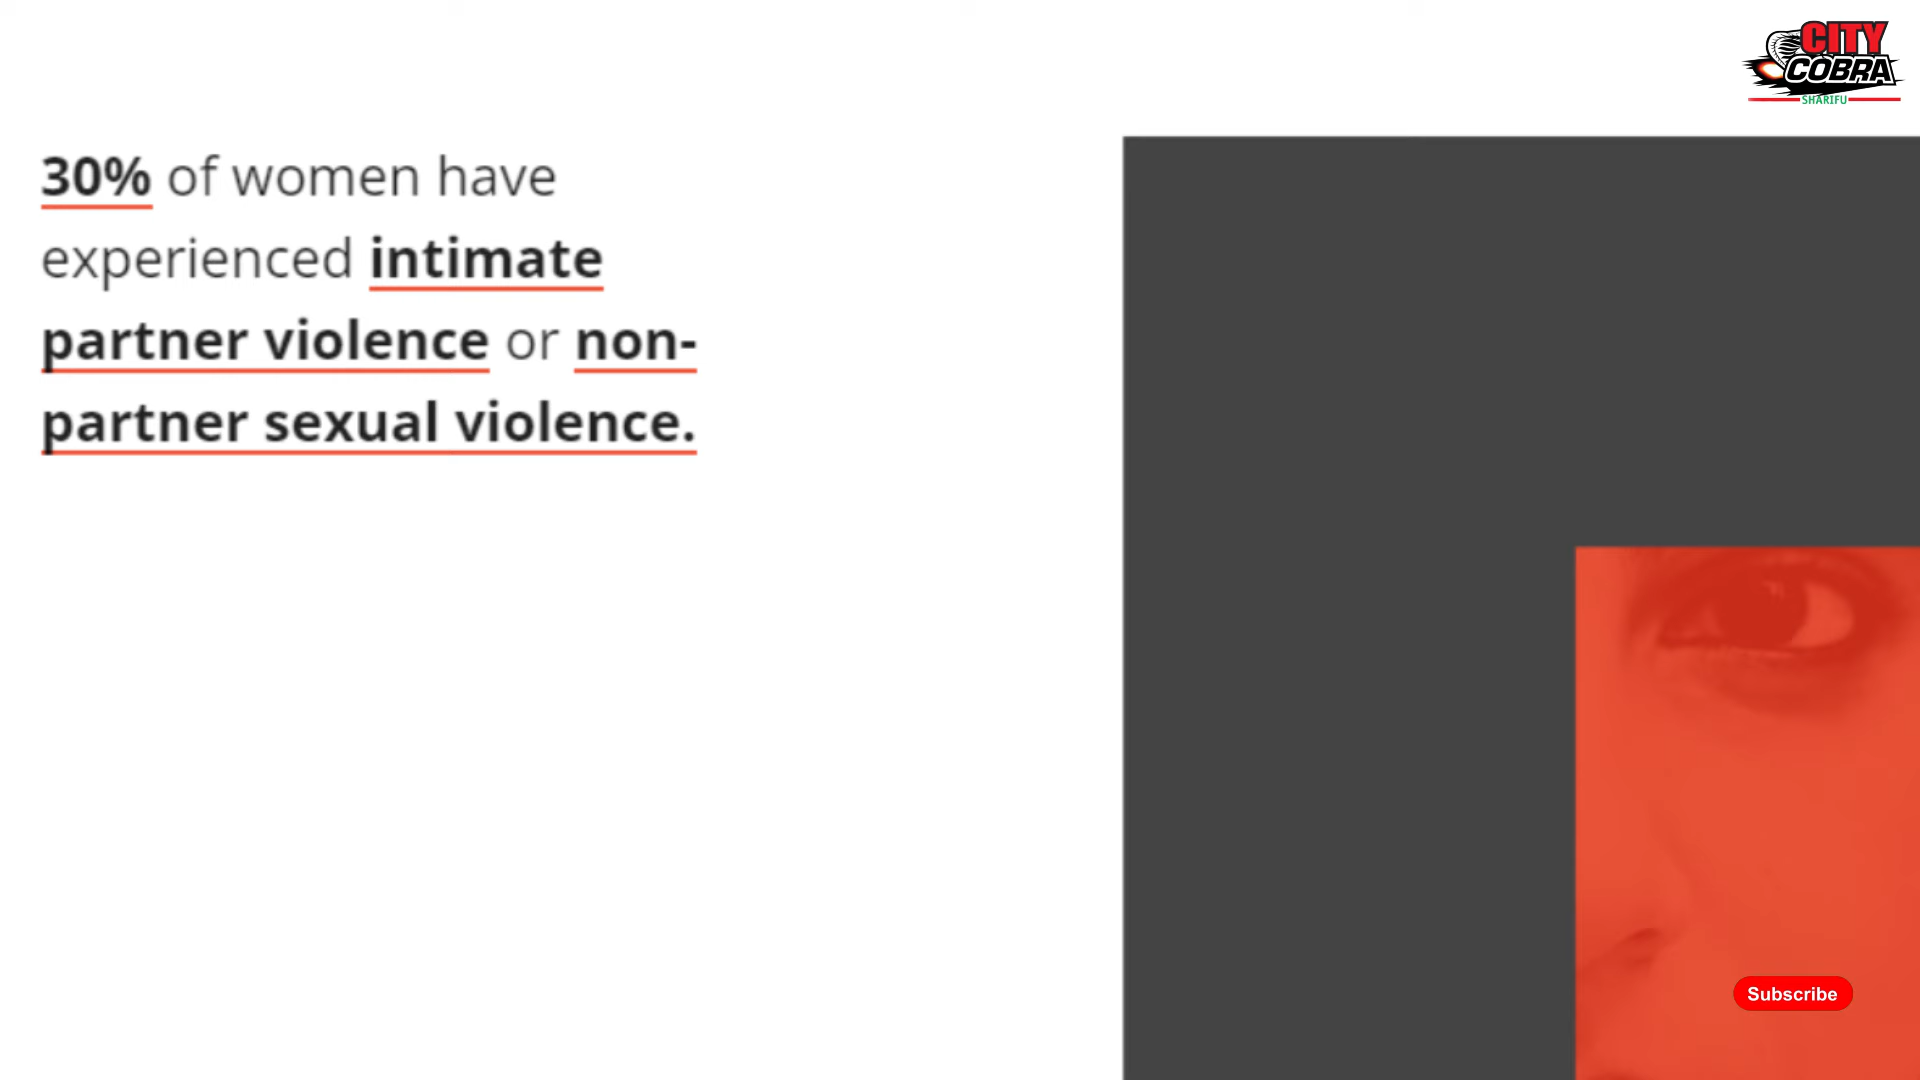 CITY
COBRA
SHARIFU
30% of women have
experienced intimate
partner violence or non-
partner sexual violence.
Subscribe